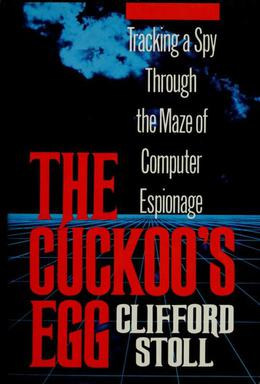 Tracking a Spy
Through
the Maze of
Computer
Espionage
THE
CUCKOO'S
EGG
CLIFFORD
STOLL